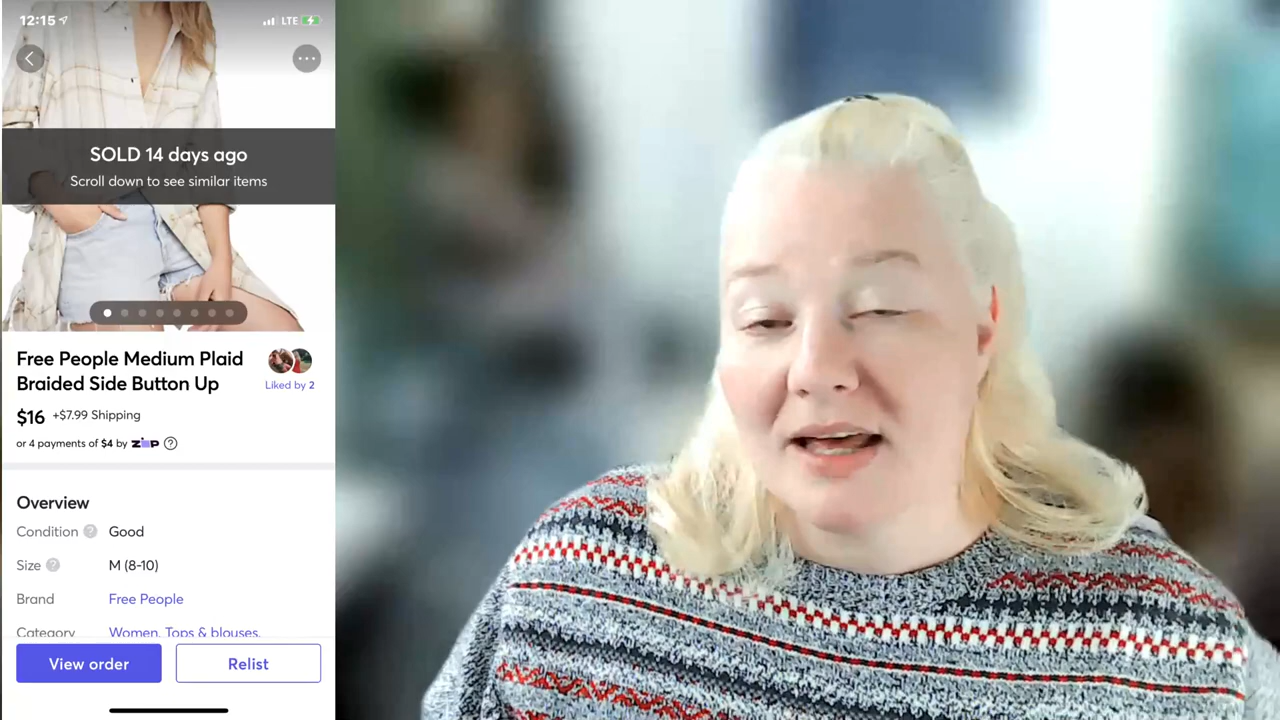 12:15
LTE
SOLD 14 days ago
Scroll down to see similar items
Free People Medium Plaid
Braided Side Button Up
Liked by 2
$16 +$7.99 Shipping
or 4 payments of $4 by ZIP ?
Overview
Condition ? Good
Size ? M (8-10)
Brand Free People
Category Women, Tops & blouses,
View order Relist